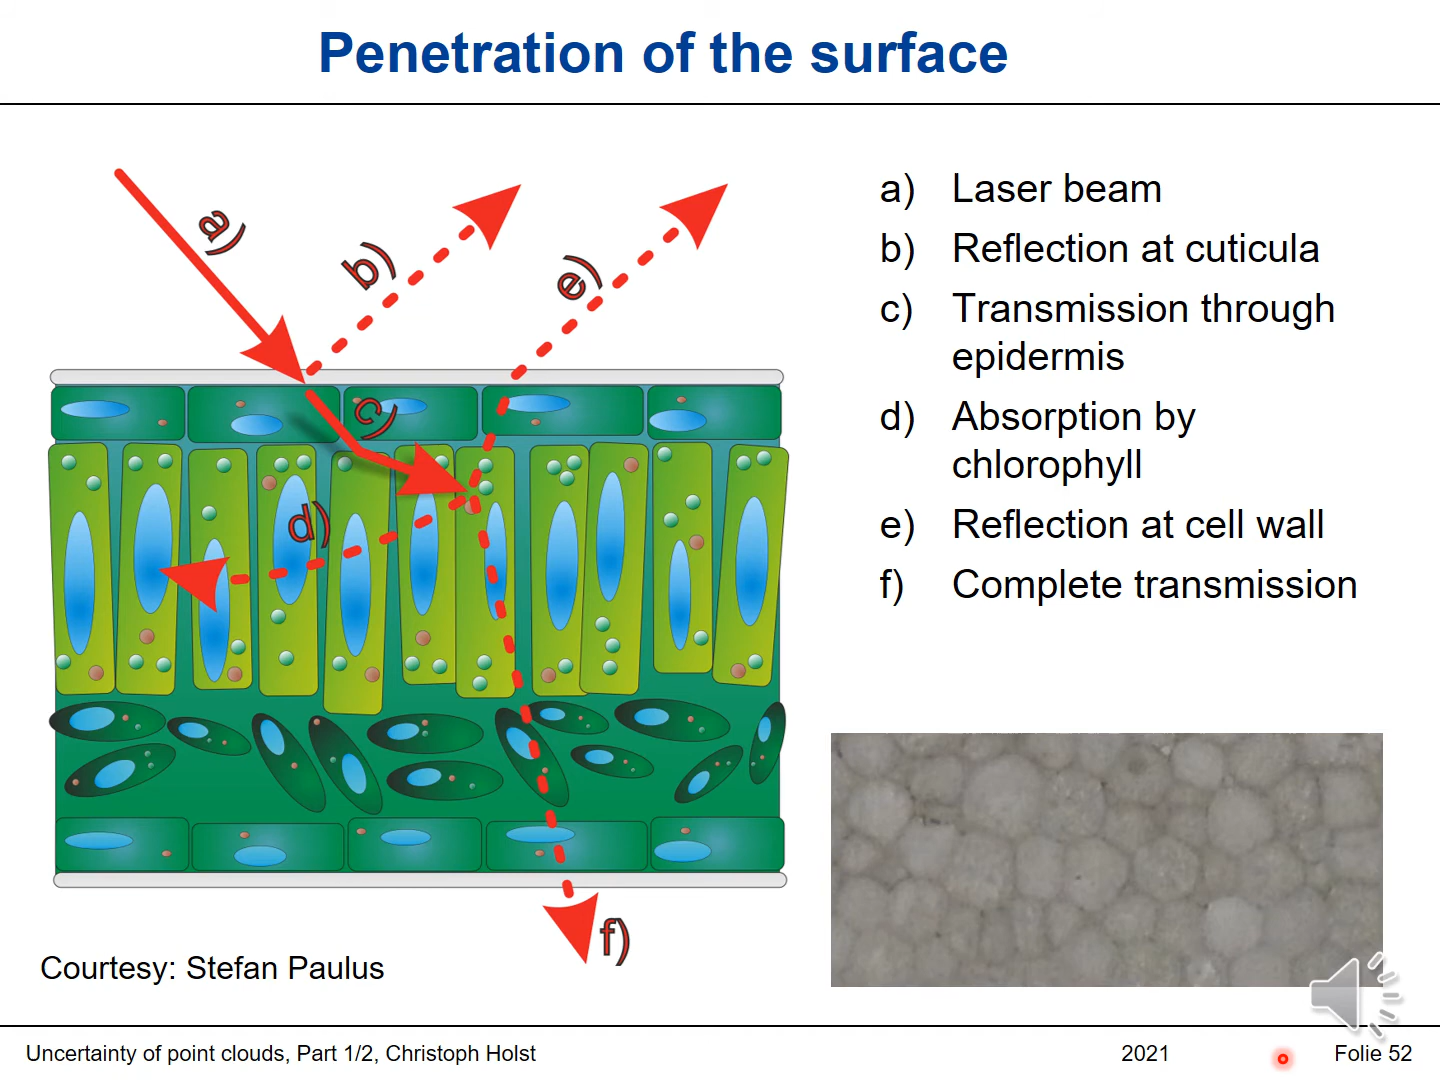 Penetration of the surface
a)
b)
e)
c)
d)
f)
a) Laser beam
b) Reflection at cuticula
c) Transmission through
epidermis
d) Absorption by
chlorophyll
e) Reflection at cell wall
f) Complete transmission
Courtesy: Stefan Paulus
Uncertainty of point clouds, Part 1/2, Christoph Holst
2021
Folie 52